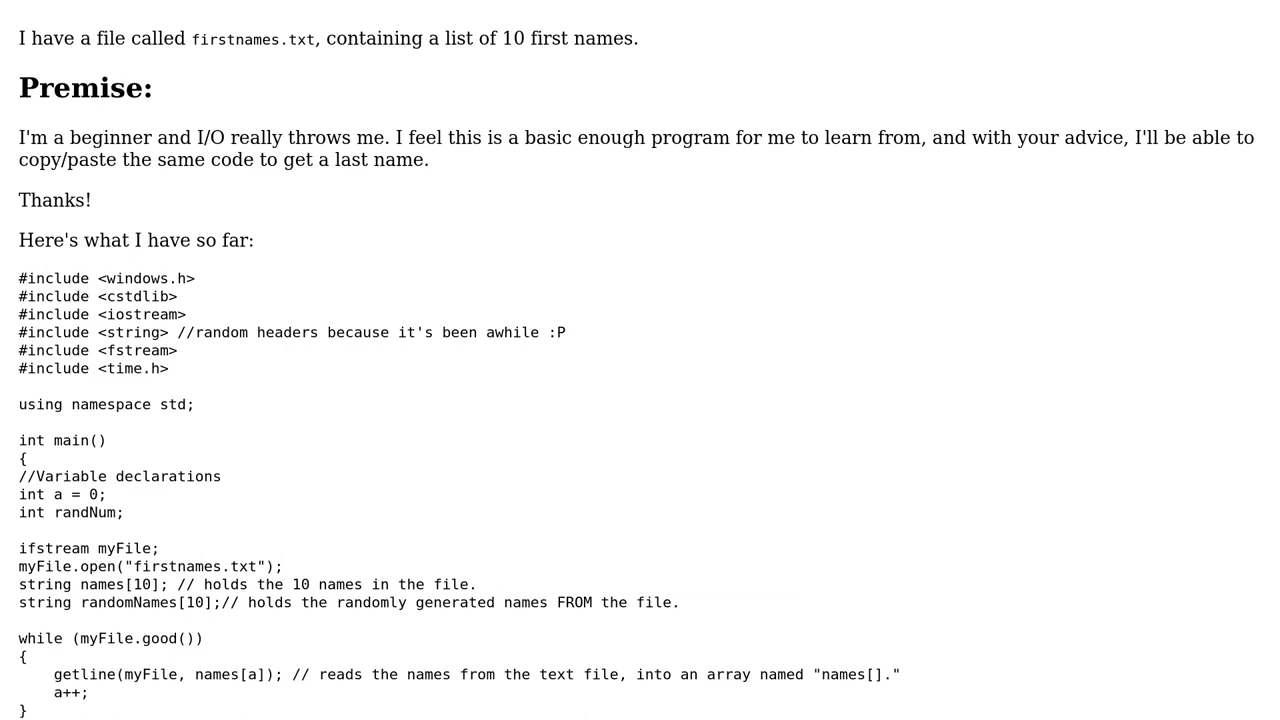 I have a file called firstnames.txt, containing a list of 10 first names.
Premise:
I'm a beginner and I/O really throws me. I feel this is a basic enough program for me to learn from, and with your advice, I'll be able to
copy/paste the same code to get a last name.
Thanks!
Here's what I have so far:
#include <windows.h>
#include <cstdlib>
#include <iostream>
#include <string> //random headers because it's been awhile :P
#include <fstream>
#include <time.h>
using namespace std;
int main()
{
//Variable declarations
int a = 0;
int randNum;
ifstream myFile;
myFile.open("firstnames.txt");
string names[10]; // holds the 10 names in the file.
string randomNames[10];// holds the randomly generated names FROM the file.
while (myFile.good())
{
    getline(myFile, names[a]); // reads the names from the text file, into an array named "names[]."
    a++;
}